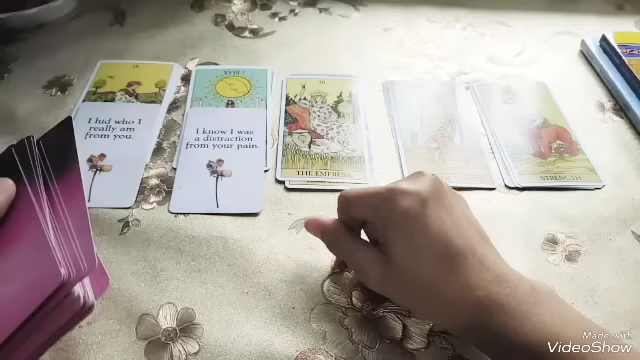 XVIII
I hid who I
really am
from you.
I know I was
a distraction
from your pain.
III
THE EMPRESS
STRENGTH
Made with
VideoShow